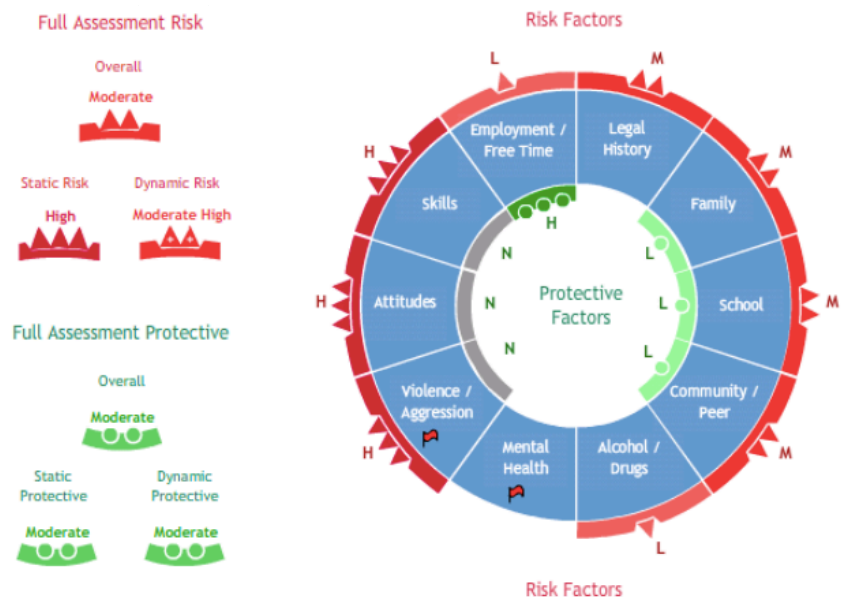 Full Assessment Risk
Overall
Moderate
Static Risk
High
Dynamic Risk
Moderate High
Full Assessment Protective
Overall
Moderate
Static
Protective
Moderate
Dynamic
Protective
Moderate
Risk Factors
L
M
Employment /
Free Time
Legal
History
H
M
Skills
Family
H
N
L
H
M
Attitudes
School
N
L
Protective
Factors
N
L
Violence /
Aggression
Community /
Peer
H
M
Mental
Health
Alcohol /
Drugs
L
Risk Factors